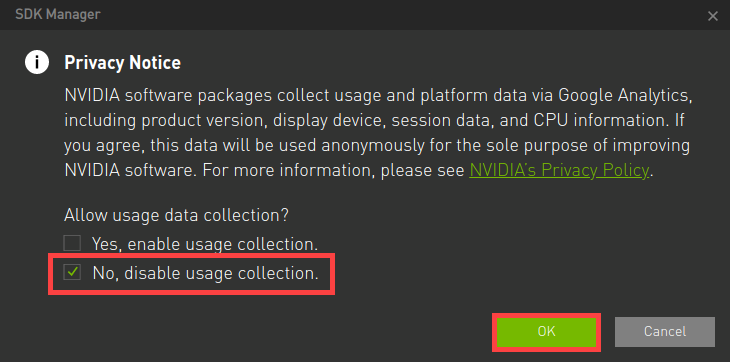 SDK Manager
Privacy Notice
NVIDIA software packages collect usage and platform data via Google Analytics,
including product version, display device, session data, and CPU information. If
you agree, this data will be used anonymously for the sole purpose of improving
NVIDIA software. For more information, please see NVIDIA's Privacy Policy.
Allow usage data collection?
Yes, enable usage collection.
No, disable usage collection.
OK
Cancel